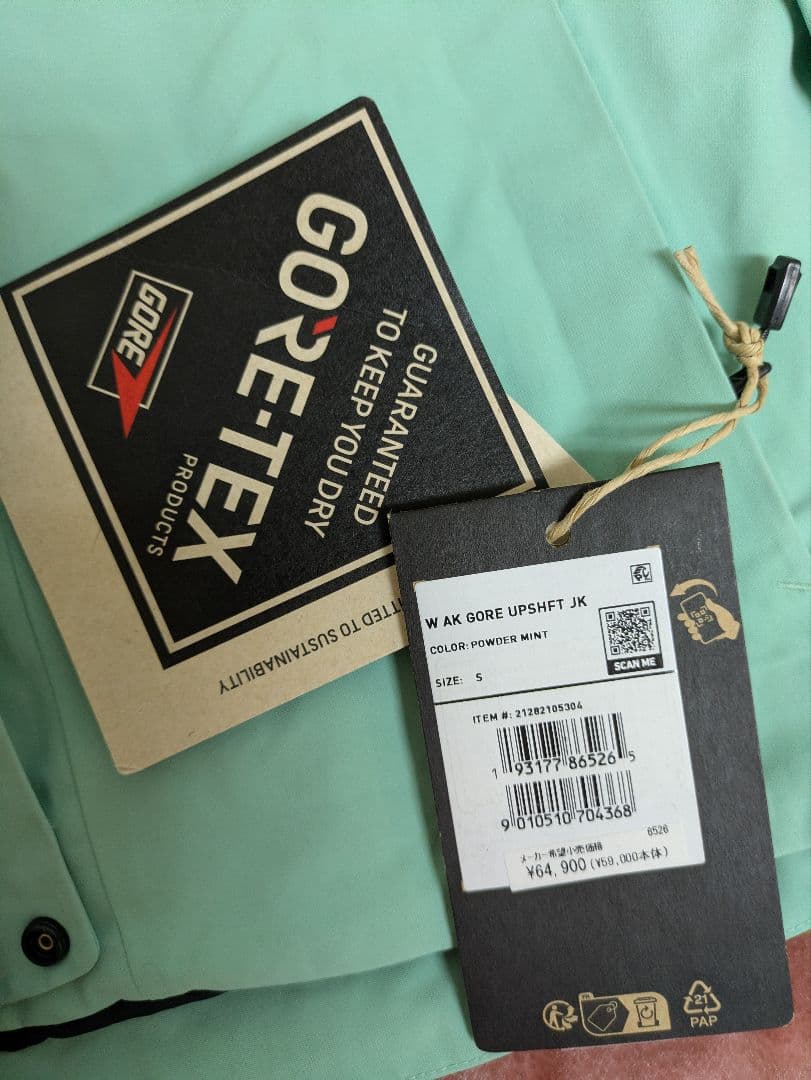 GORE
GORE-TEX
PRODUCTS
GUARANTEED
TO KEEP YOU DRY
TO SUSTAINABILITY
W AK GORE UPSHFT JK
COLOR: POWDER MINT
SIZE: S
SCAN ME
ITEM #: 21282105304
1 93177 86526 5
9 010510 704368
6526
メーカー希望小売価格
¥64,900(¥59,000本体)
21
PAP